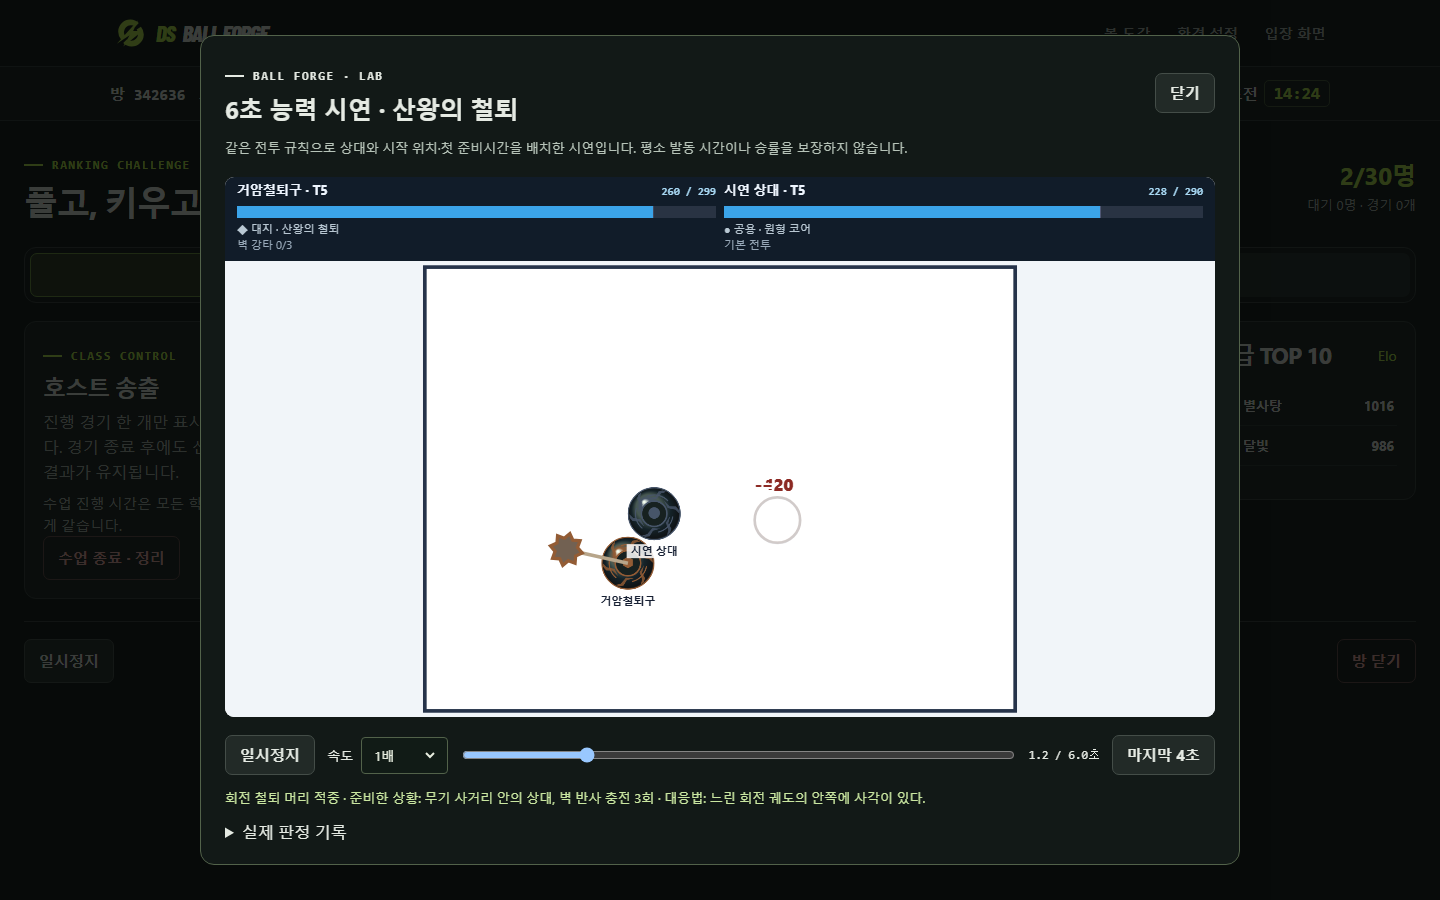 DS BALL FORGE
볼 도감 환경 설정 입장 화면
방 342636
전 14:24
RANKING CHALLENGE
풀고, 키우고
2/30명
대기 0명 · 경기 0개
CLASS CONTROL
호스트 송출
진행 경기 한 개만 표시
다. 경기 종료 후에도 순
결과가 유지됩니다.
수업 진행 시간은 모든 학
게 같습니다.
수업 종료 · 정리
급 TOP 10
Elo
별사탕 1016
달빛 986
일시정지
방 닫기
BALL FORGE · LAB
6초 능력 시연 · 산왕의 철퇴
닫기
같은 전투 규칙으로 상대와 시작 위치·첫 준비시간을 배치한 시연입니다. 평소 발동 시간이나 승률을 보장하지 않습니다.
거암철퇴구 · T5
260 / 299
시연 상대 · T5
228 / 290
◆ 대지 · 산왕의 철퇴
벽 강타 0/3
● 공용 · 원형 코어
기본 전투
시연 상대
거암철퇴구
일시정지
속도
1배
1.2 / 6.0초
마지막 4초
회전 철퇴 머리 적중 · 준비한 상황: 무기 사거리 안의 상대, 벽 반사 충전 3회 · 대응법: 느린 회전 궤도의 안쪽에 사각이 있다.
▶ 실제 판정 기록